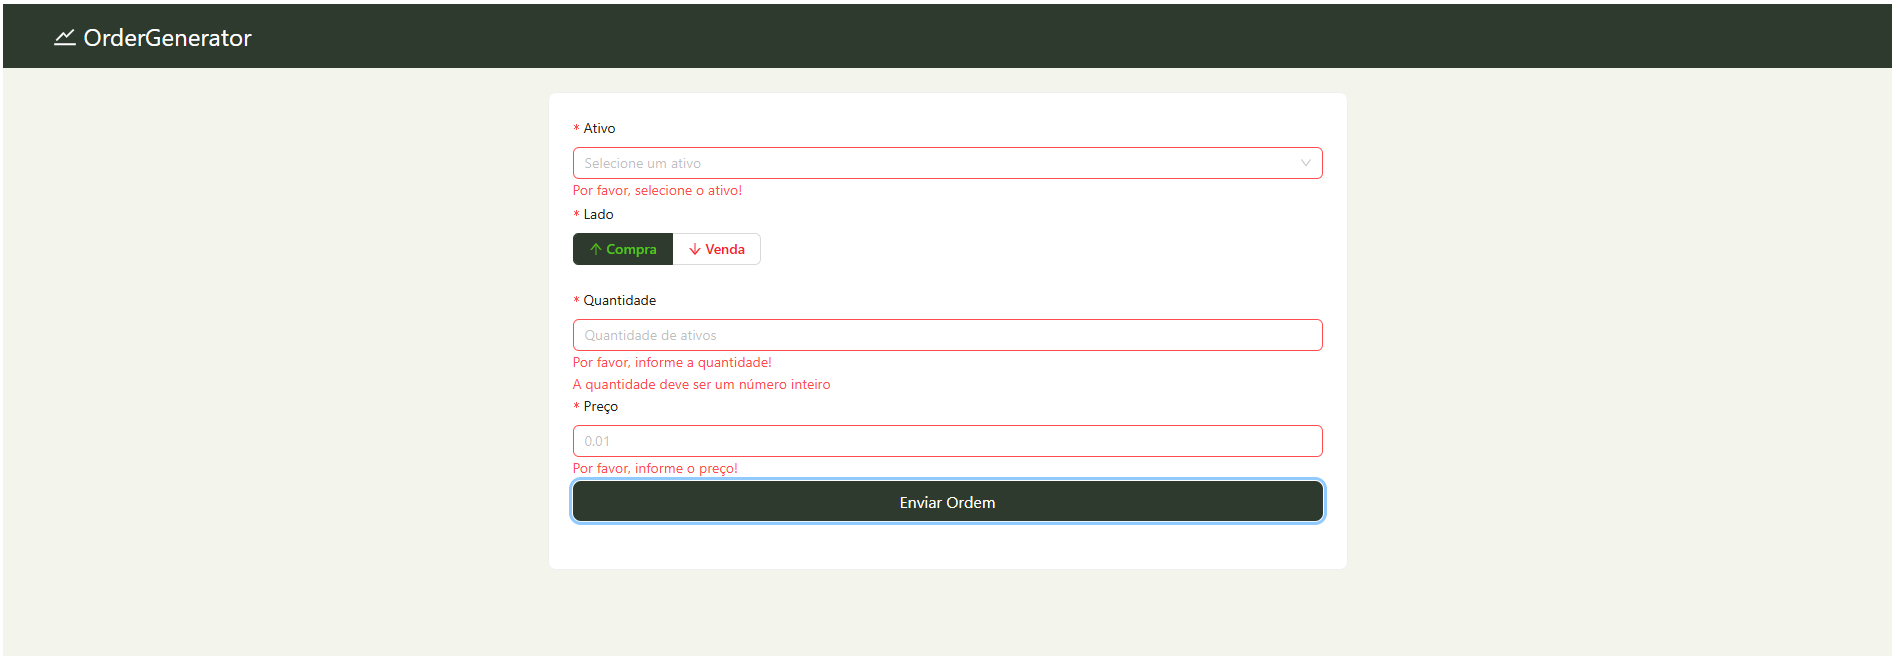 OrderGenerator
* Ativo
Selecione um ativo
Por favor, selecione o ativo!
* Lado
Compra Venda
* Quantidade
Quantidade de ativos
Por favor, informe a quantidade!
A quantidade deve ser um número inteiro
* Preço
0.01
Por favor, informe o preço!
Enviar Ordem